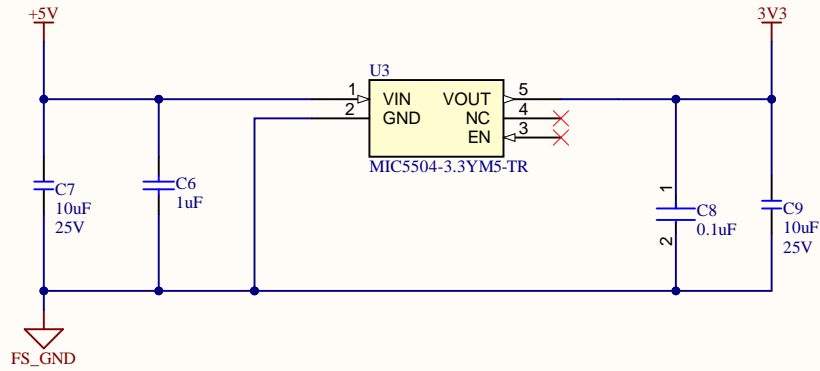 +5V
3V3
U3
1
VIN
VOUT
5
2
GND
NC
4
EN
3
MIC5504-3.3YM5-TR
C7
10uF
25V
C6
1uF
1
2
C8
0.1uF
C9
10uF
25V
FS_GND